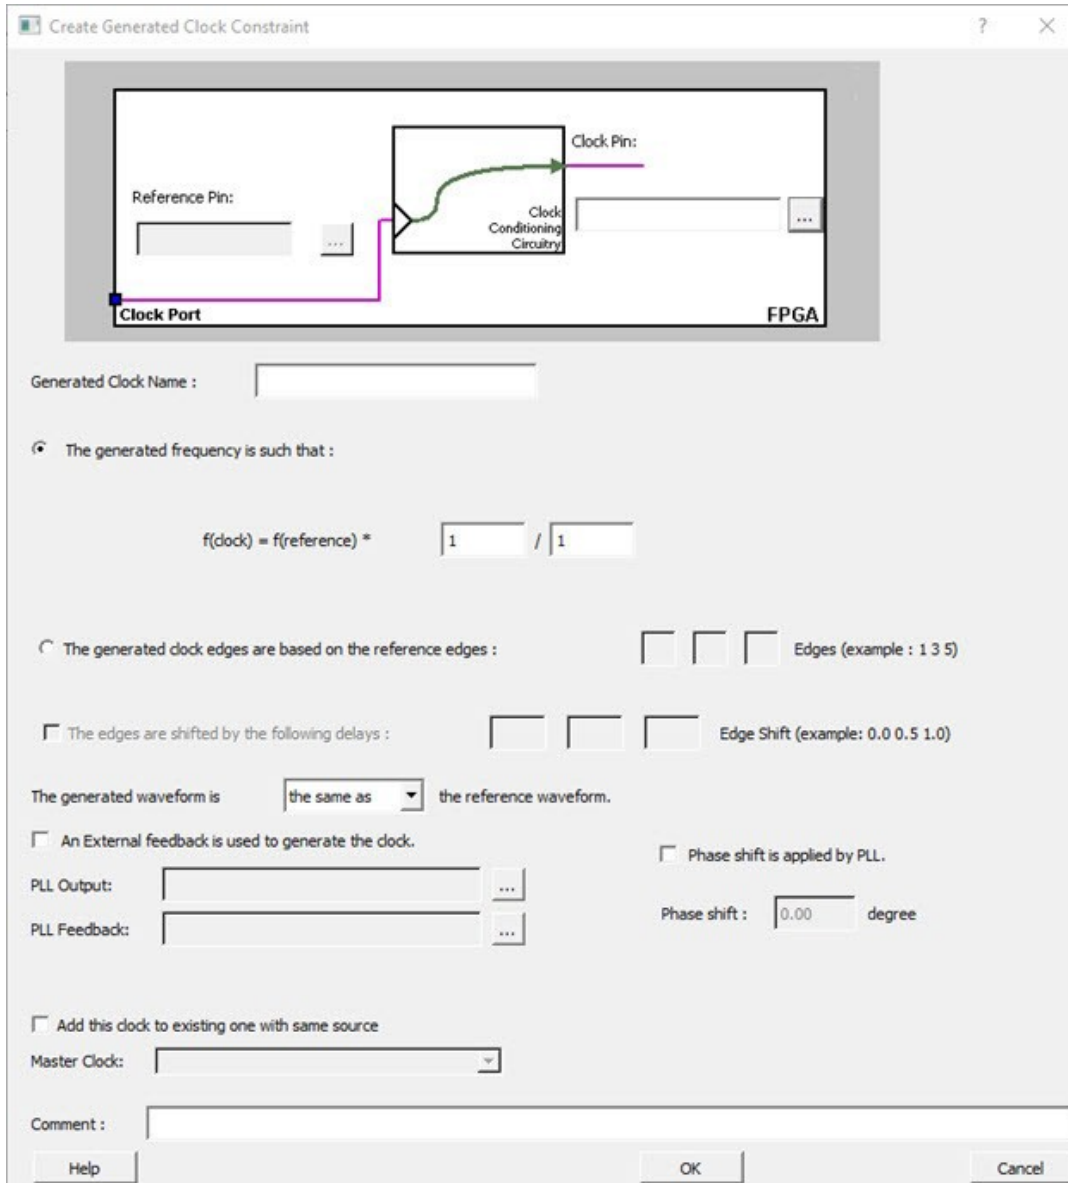 Create Generated Clock Constraint ? ×
Clock Pin:
Reference Pin:
...
...
Clock
Conditioning
Circuitry
Clock Port
FPGA
Generated Clock Name :
The generated frequency is such that :
f(clock) = f(reference) * 1 / 1
The generated clock edges are based on the reference edges : Edges (example : 1 3 5)
The edges are shifted by the following delays : Edge Shift (example: 0.0 0.5 1.0)
The generated waveform is the same as the reference waveform.
An External feedback is used to generate the clock.
Phase shift is applied by PLL.
PLL Output: ...
Phase shift : 0.00 degree
PLL Feedback: ...
Add this clock to existing one with same source
Master Clock:
Comment :
Help OK Cancel